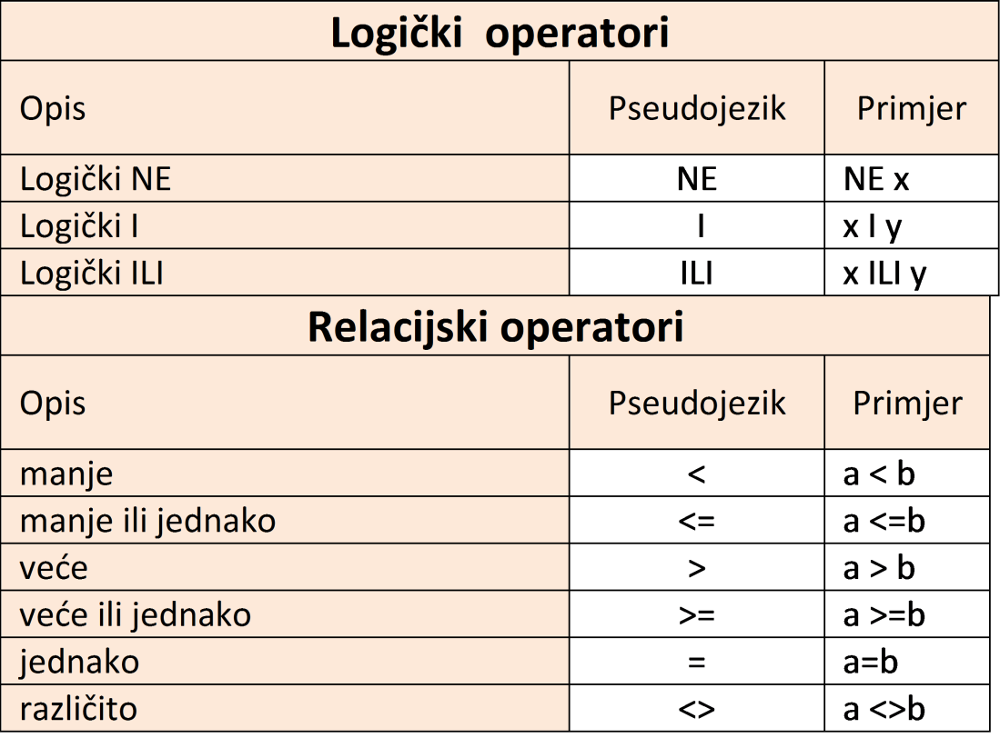 Logički operatori
Opis Pseudojezik Primjer
Logički NE NE NE x
Logički I I x I y
Logički ILI ILI x ILI y
Relacijski operatori
Opis Pseudojezik Primjer
manje < a < b
manje ili jednako <= a <=b
veće > a > b
veće ili jednako >= a >=b
jednako = a=b
različito <> a <>b